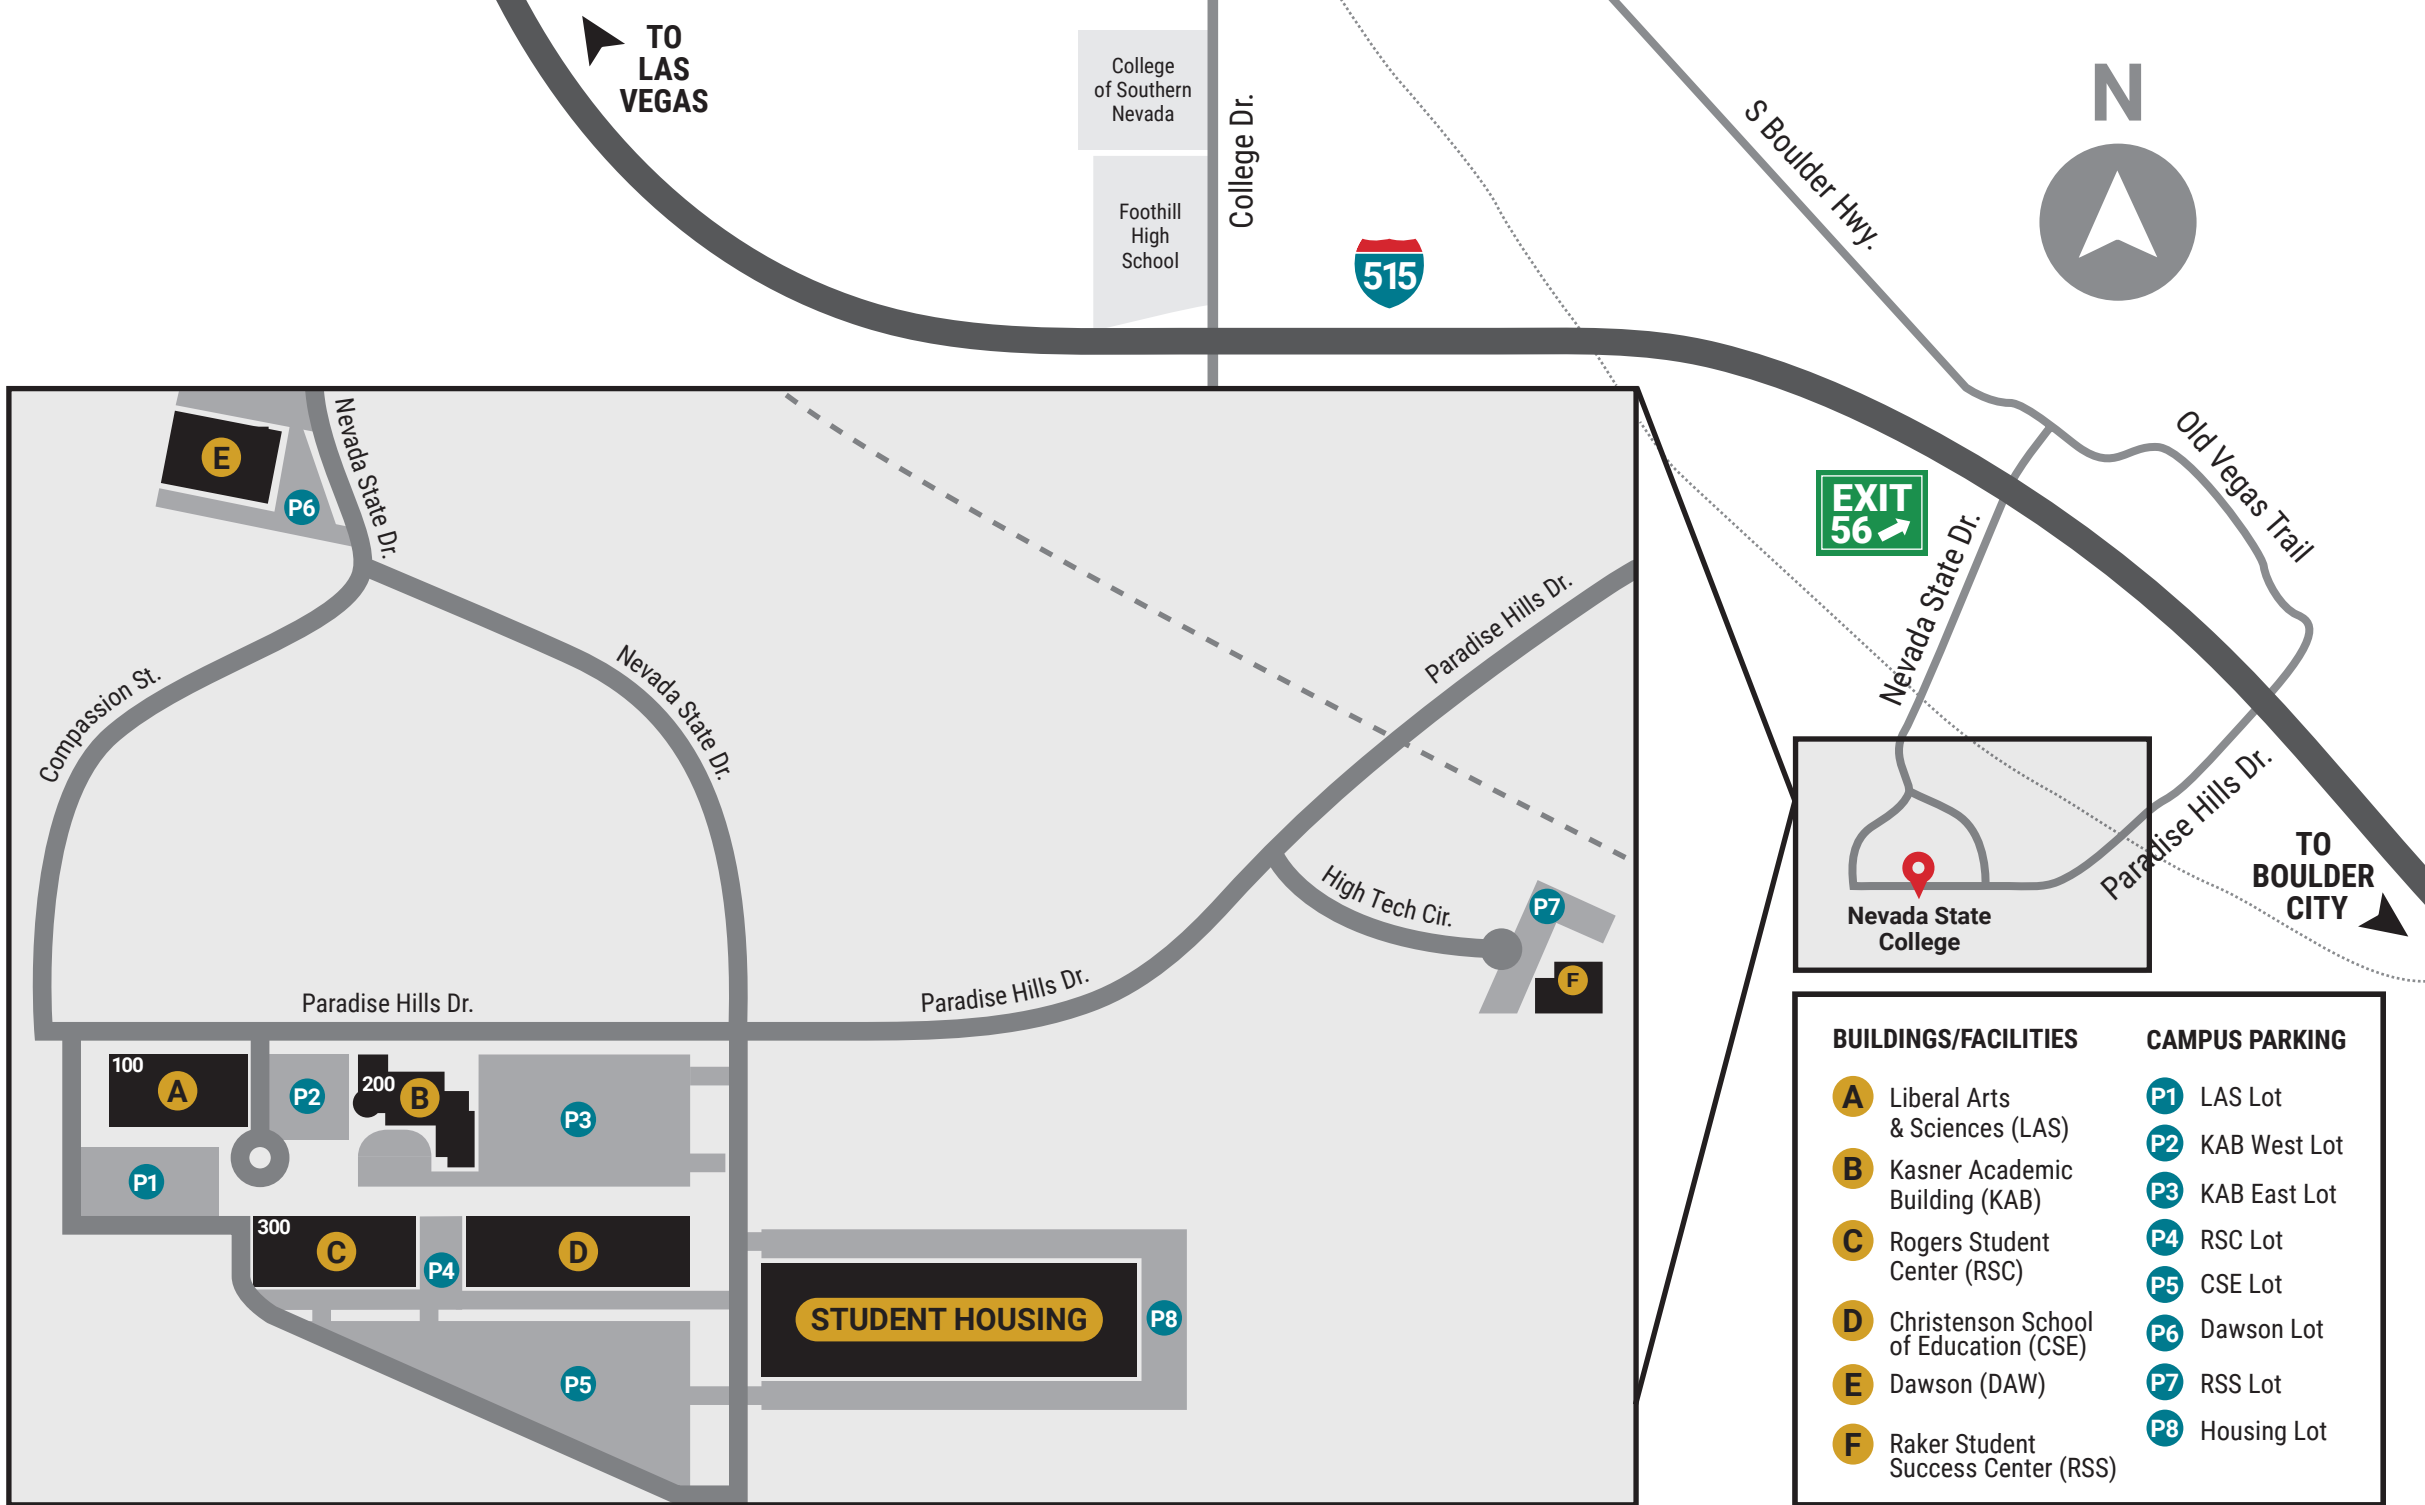 TO
LAS
VEGAS
College
of Southern
Nevada
Foothill
High
School
College Dr.
515
S Boulder Hwy.
N
Old Vegas Trail
EXIT
56
Nevada State Dr.
Paradise Hills Dr.
TO
BOULDER
CITY
Nevada State
College
E
P6
Nevada State Dr.
Compassion St.
Nevada State Dr.
Paradise Hills Dr.
High Tech Cir.
P7
F
Paradise Hills Dr.
Paradise Hills Dr.
100
A
P2
200
B
P3
P1
300
C
P4
D
STUDENT HOUSING
P8
P5
BUILDINGS/FACILITIES
A Liberal Arts
& Sciences (LAS)
B Kasner Academic
Building (KAB)
C Rogers Student
Center (RSC)
D Christenson School
of Education (CSE)
E Dawson (DAW)
F Raker Student
Success Center (RSS)
CAMPUS PARKING
P1 LAS Lot
P2 KAB West Lot
P3 KAB East Lot
P4 RSC Lot
P5 CSE Lot
P6 Dawson Lot
P7 RSS Lot
P8 Housing Lot